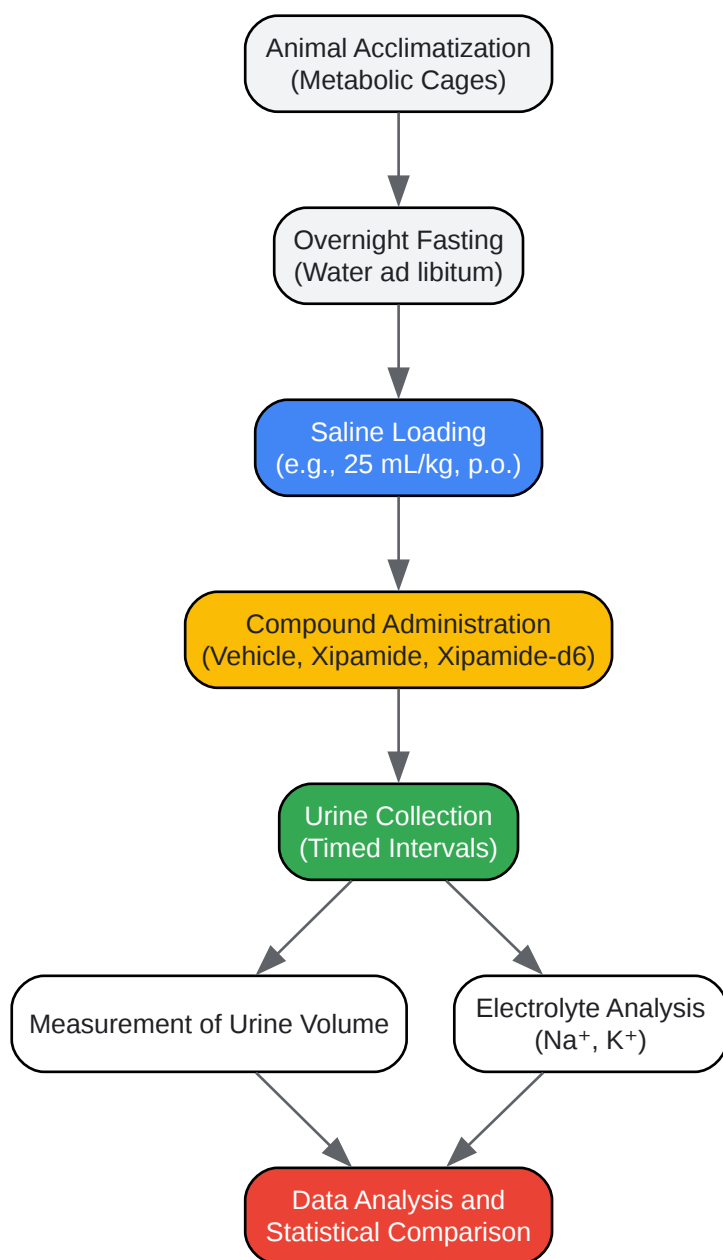 Animal Acclimatization
(Metabolic Cages)
Overnight Fasting
(Water ad libitum)
Saline Loading
(e.g., 25 mL/kg, p.o.)
Compound Administration
(Vehicle, Xipamide, Xipamide-d6)
Urine Collection
(Timed Intervals)
Measurement of Urine Volume
Electrolyte Analysis
(Na⁺, K⁺)
Data Analysis and
Statistical Comparison